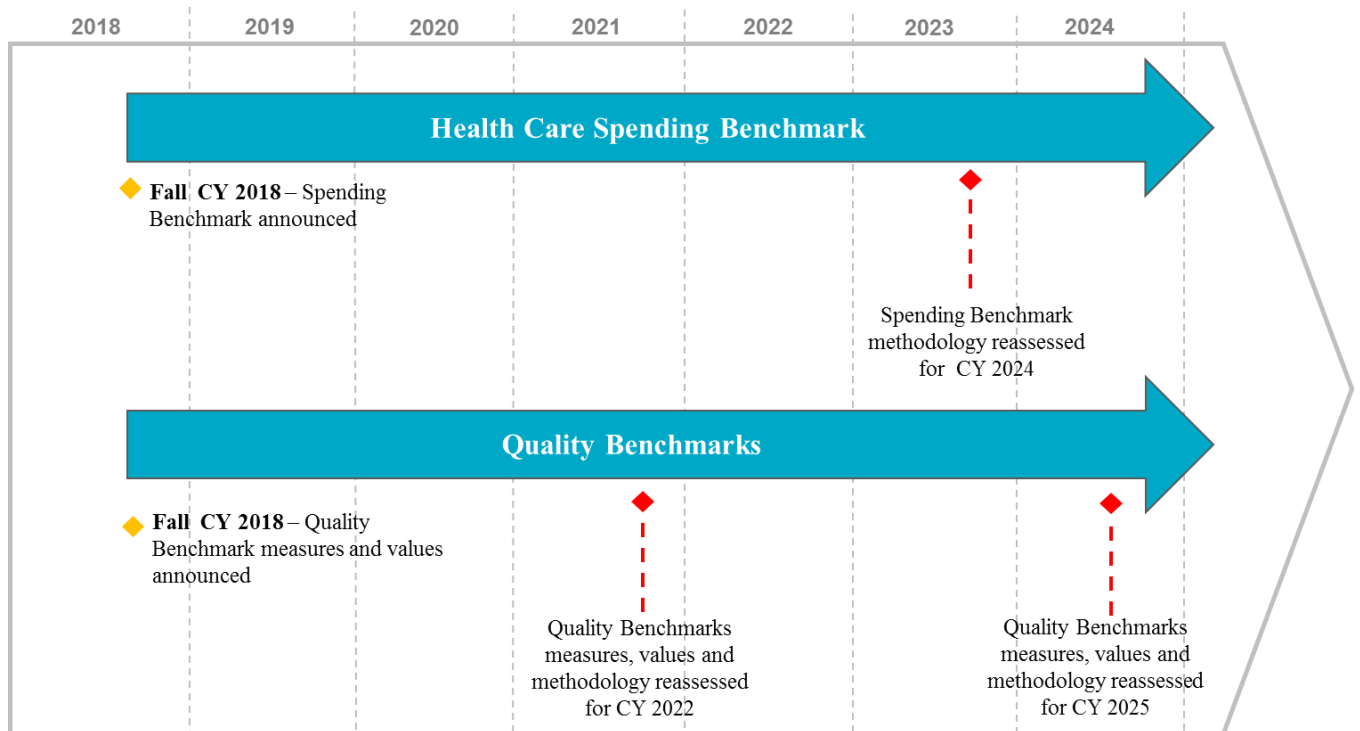 2018 2019 2020 2021 2022 2023 2024
Health Care Spending Benchmark
Fall CY 2018 – Spending
Benchmark announced
Spending Benchmark
methodology reassessed
for CY 2024
Quality Benchmarks
Fall CY 2018 – Quality
Benchmark measures and values
announced
Quality Benchmarks
measures, values and
methodology reassessed
for CY 2022
Quality Benchmarks
measures, values and
methodology reassessed
for CY 2025